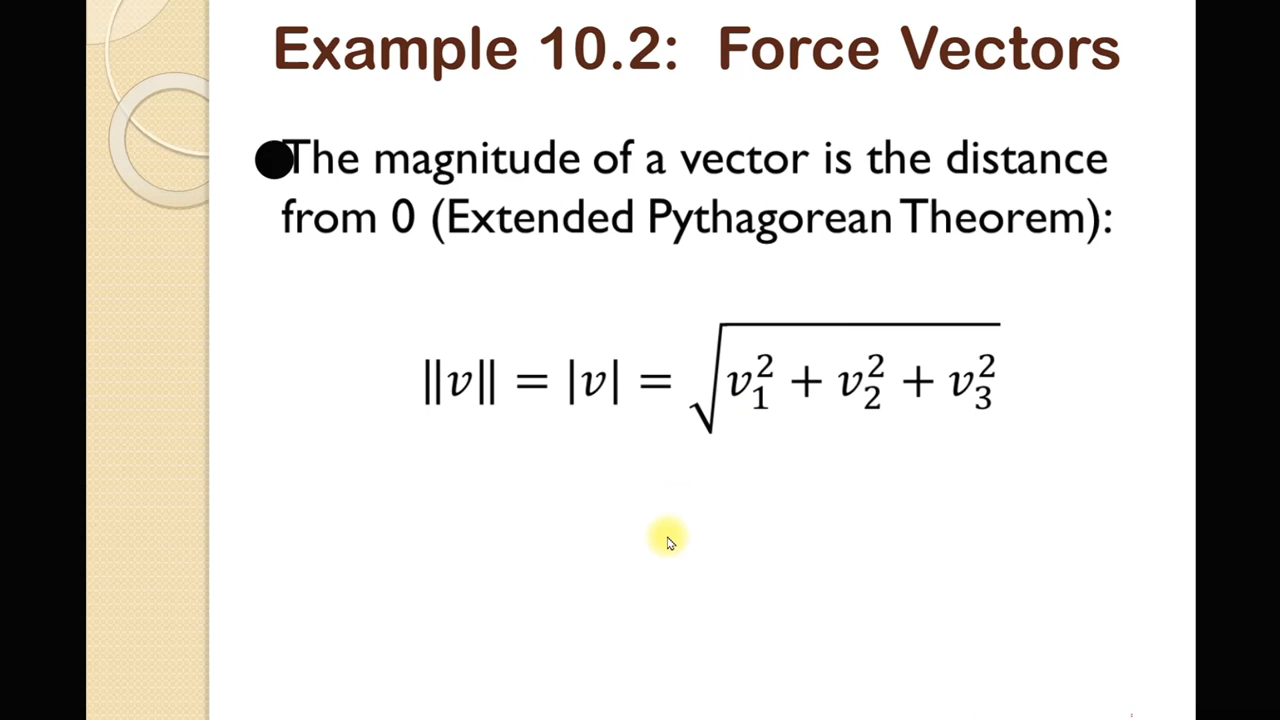 Example 10.2: Force Vectors
The magnitude of a vector is the distance
from 0 (Extended Pythagorean Theorem):
‖v‖ = |v| = √(v₁² + v₂² + v₃²)